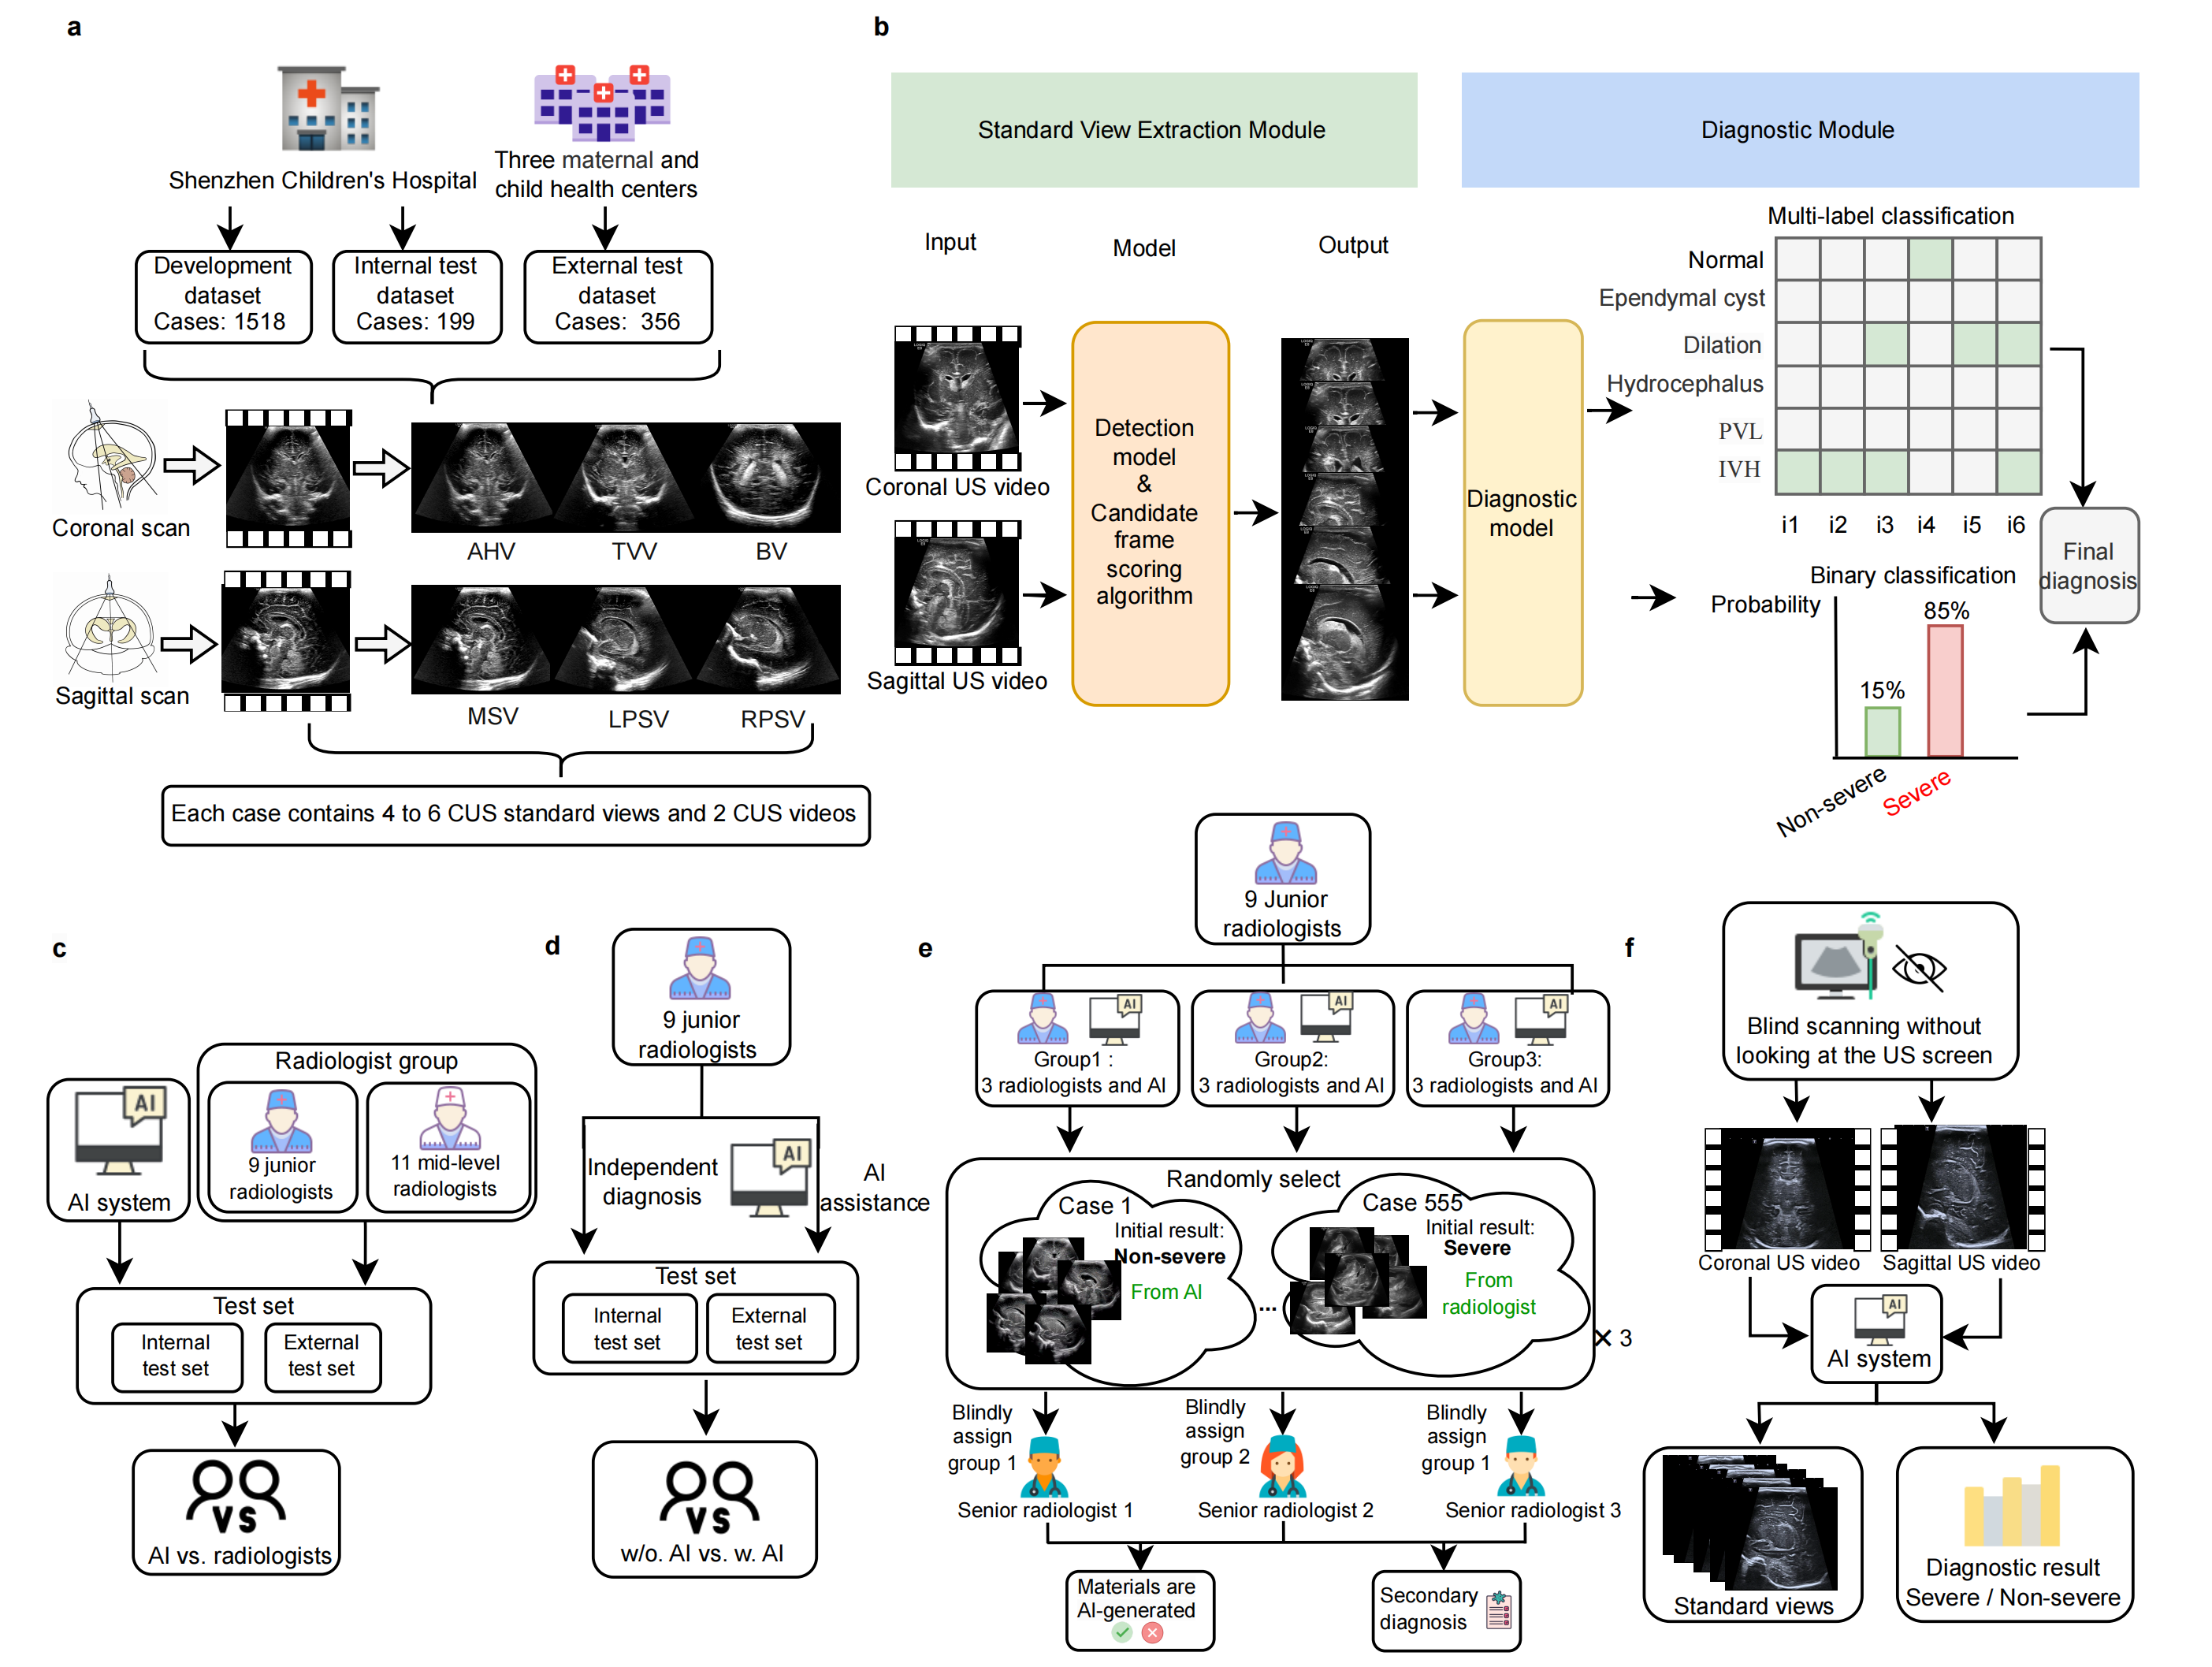 a
Shenzhen Children's Hospital
Three maternal and
child health centers
Development
dataset
Cases: 1518
Internal test
dataset
Cases: 199
External test
dataset
Cases: 356
Coronal scan
AHV
TVV
BV
Sagittal scan
MSV
LPSV
RPSV
Each case contains 4 to 6 CUS standard views and 2 CUS videos
b
Standard View Extraction Module
Diagnostic Module
Input
Model
Output
Coronal US video
Sagittal US video
Detection
model
&
Candidate
frame
scoring
algorithm
Diagnostic
model
Multi-label classification
Normal
Ependymal cyst
Dilation
Hydrocephalus
PVL
IVH
i1 i2 i3 i4 i5 i6
Final
diagnosis
Binary classification
Probability
85%
15%
Non-severe
Severe
c
AI
AI system
Radiologist group
9 junior
radiologists
11 mid-level
radiologists
Test set
Internal
test set
External
test set
VS
AI vs. radiologists
d
9 junior
radiologists
Independent
diagnosis
AI
AI
assistance
Test set
Internal
test set
External
test set
VS
w/o. AI vs. w. AI
e
9 Junior
radiologists
AI
Group1 :
3 radiologists and AI
AI
Group2:
3 radiologists and AI
AI
Group3:
3 radiologists and AI
Randomly select
Case 1
Initial result:
Non-severe
From AI
...
Case 555
Initial result:
Severe
From
radiologist
× 3
Blindly
assign
group 1
Senior radiologist 1
Blindly
assign
group 2
Senior radiologist 2
Blindly
assign
group 1
Senior radiologist 3
Materials are
AI-generated
Secondary
diagnosis
f
Blind scanning without
looking at the US screen
Coronal US video
Sagittal US video
AI
AI system
Standard views
Diagnostic result
Severe / Non-severe